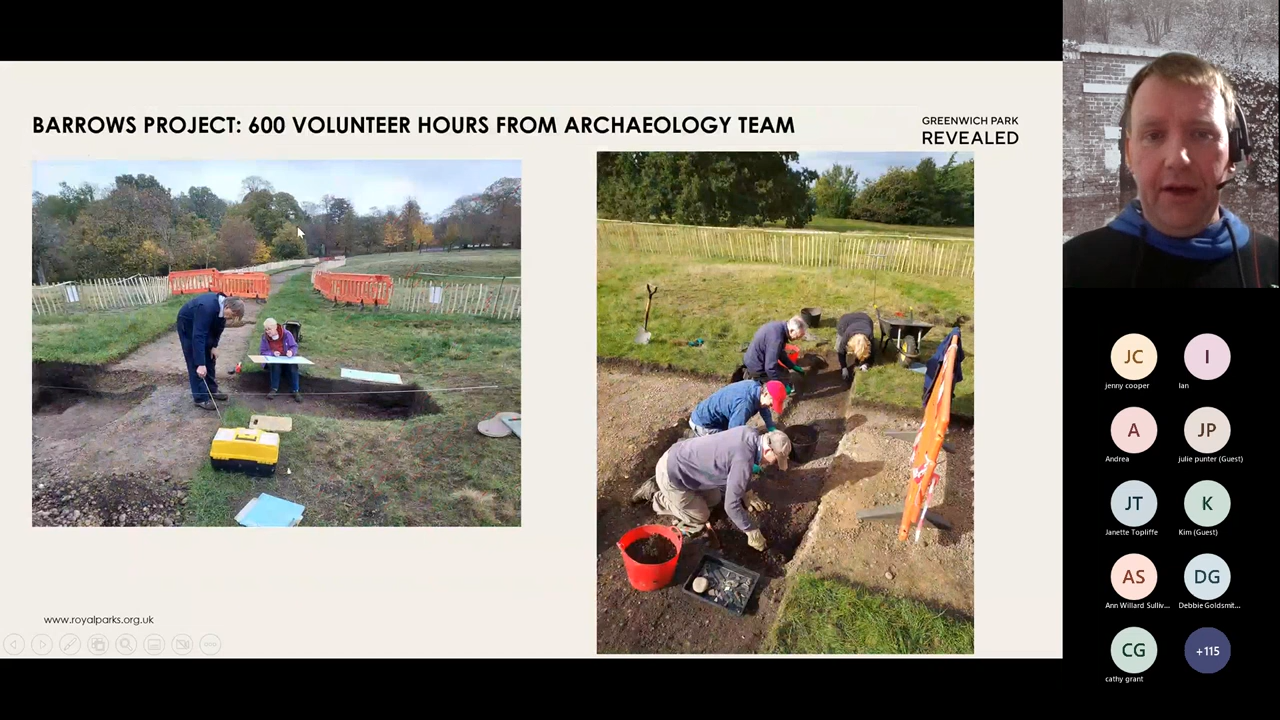 BARROWS PROJECT: 600 VOLUNTEER HOURS FROM ARCHAEOLOGY TEAM
GREENWICH PARK
REVEALED
www.royalparks.org.uk
JC
I
jenny cooper
Ian
A
JP
Andrea
julie punter (Guest)
JT
K
Janette Topliffe
Kim (Guest)
AS
DG
Ann Willard Sulliv...
Debbie Goldsmit...
CG
+115
cathy grant